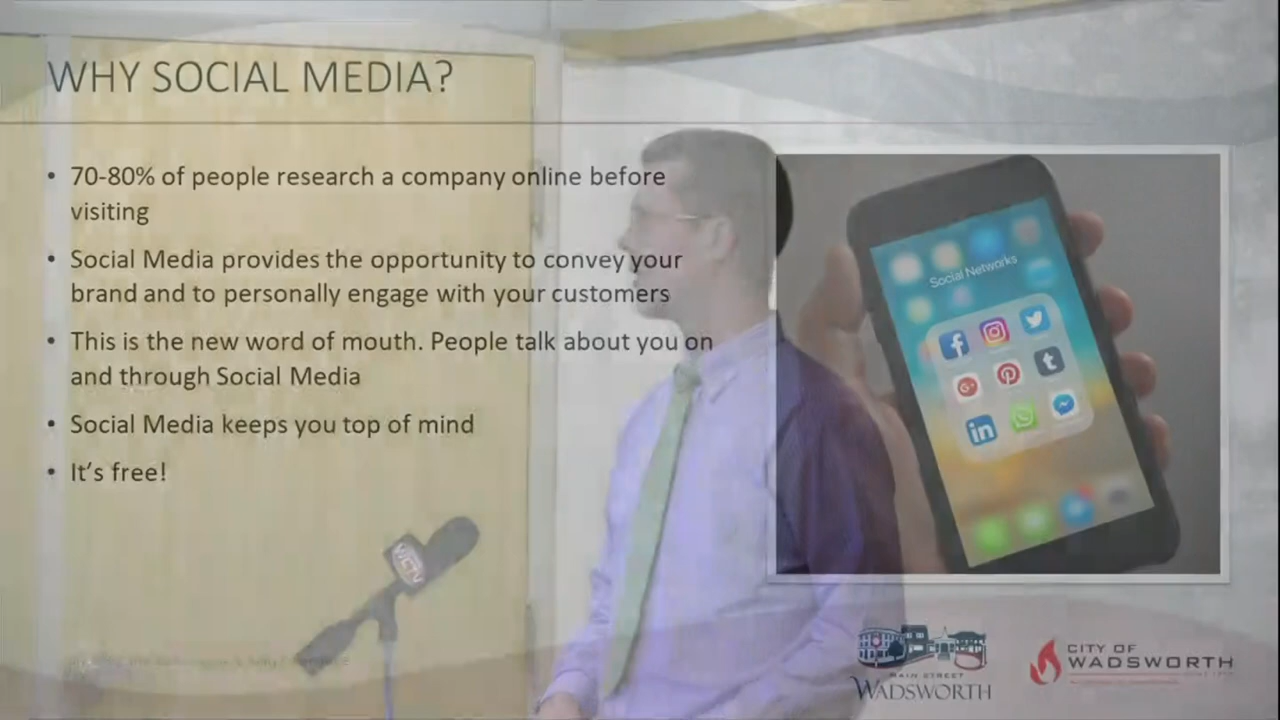 WHY SOCIAL MEDIA?
• 70-80% of people research a company online before
visiting
• Social Media provides the opportunity to convey your
brand and to personally engage with your customers
• This is the new word of mouth. People talk about you on
and through Social Media
• Social Media keeps you top of mind
• It's free!
Social Networks
WCTV
MAIN STREET
WADSWORTH
CITY OF
WADSWORTH